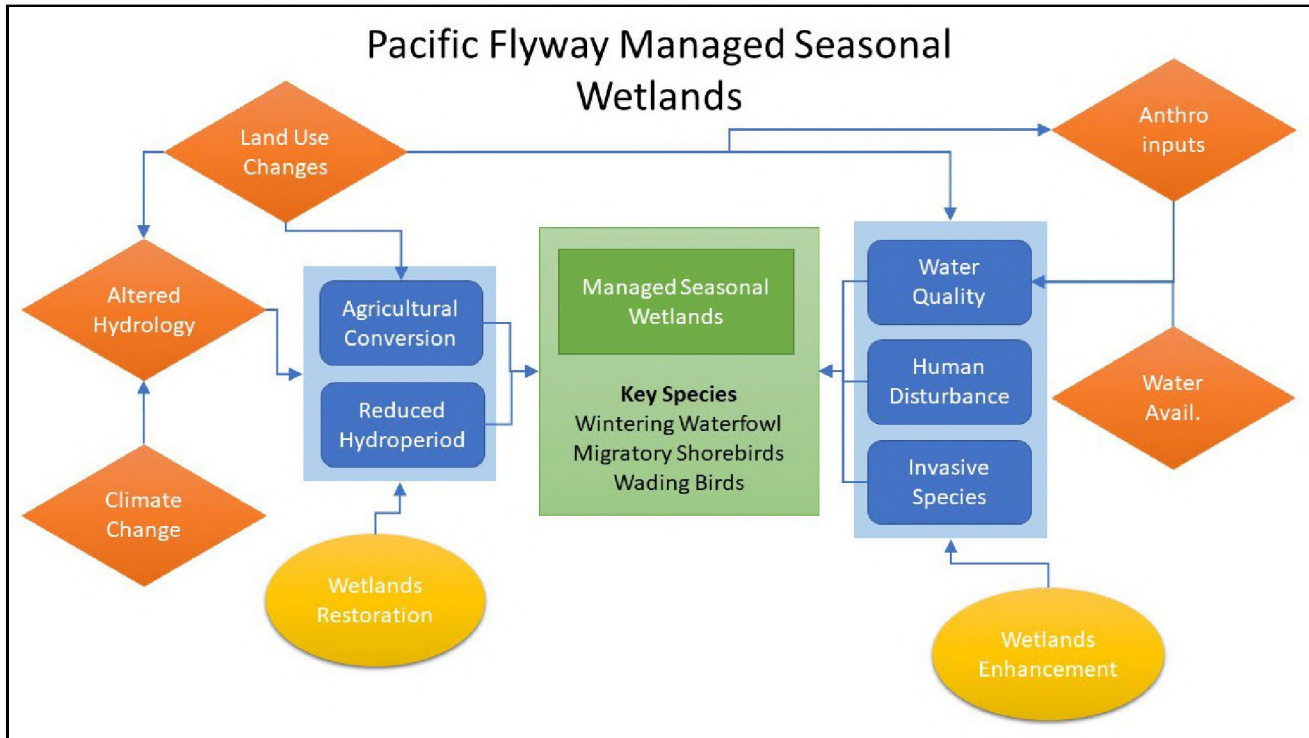 Pacific Flyway Managed Seasonal
Wetlands
Land Use
Changes
Anthro
inputs
Altered
Hydrology
Agricultural
Conversion
Reduced
Hydroperiod
Climate
Change
Wetlands
Restoration
Managed Seasonal
Wetlands
Key Species
Wintering Waterfowl
Migratory Shorebirds
Wading Birds
Water
Quality
Human
Disturbance
Invasive
Species
Water
Avail.
Wetlands
Enhancement